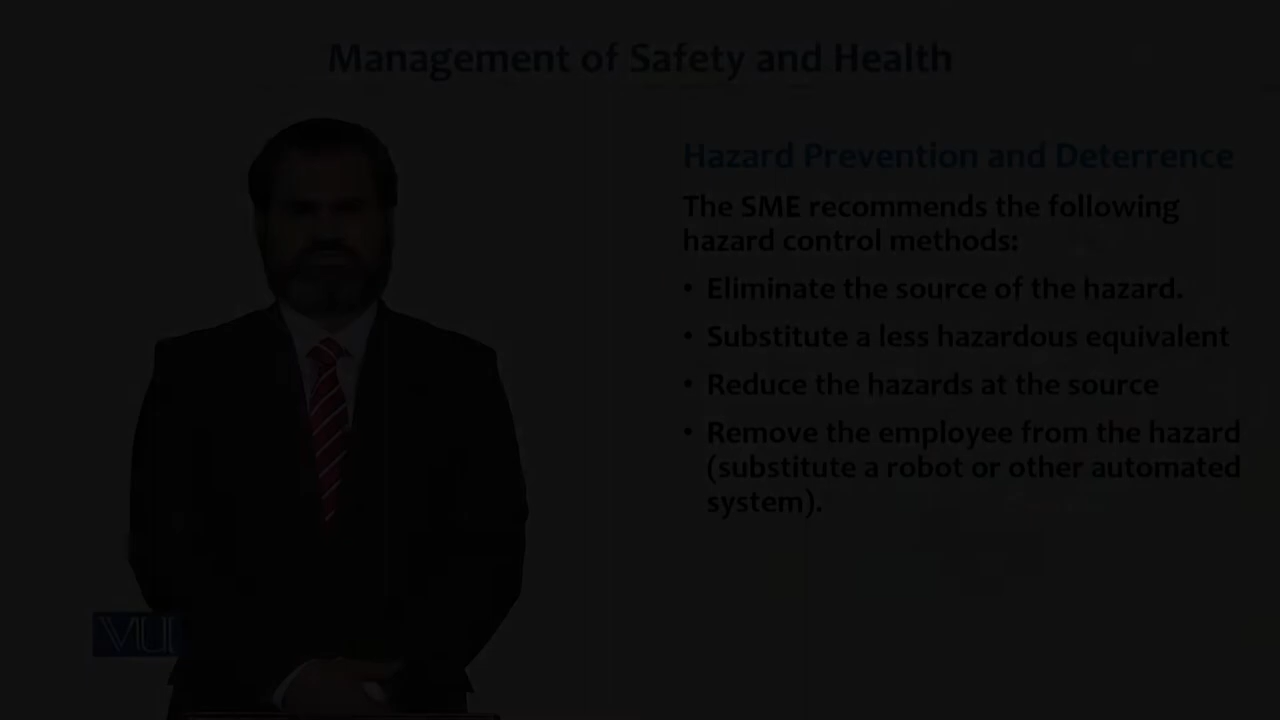 Management of Safety and Health
Hazard Prevention and Deterrence
The SME recommends the following
hazard control methods:
• Eliminate the source of the hazard.
• Substitute a less hazardous equivalent
• Reduce the hazards at the source
• Remove the employee from the hazard
(substitute a robot or other automated
system).
VU